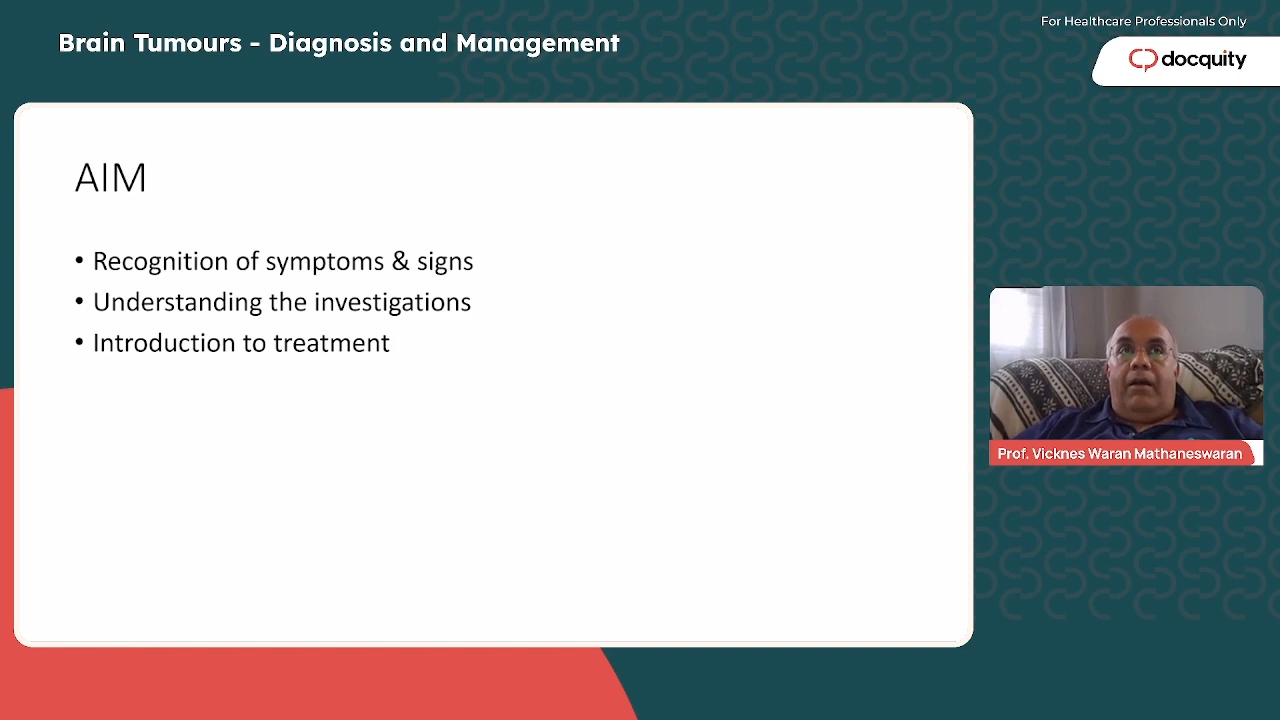 For Healthcare Professionals Only
Brain Tumours - Diagnosis and Management
docquity
AIM
• Recognition of symptoms & signs
• Understanding the investigations
• Introduction to treatment
Prof. Vicknes Waran Mathaneswaran